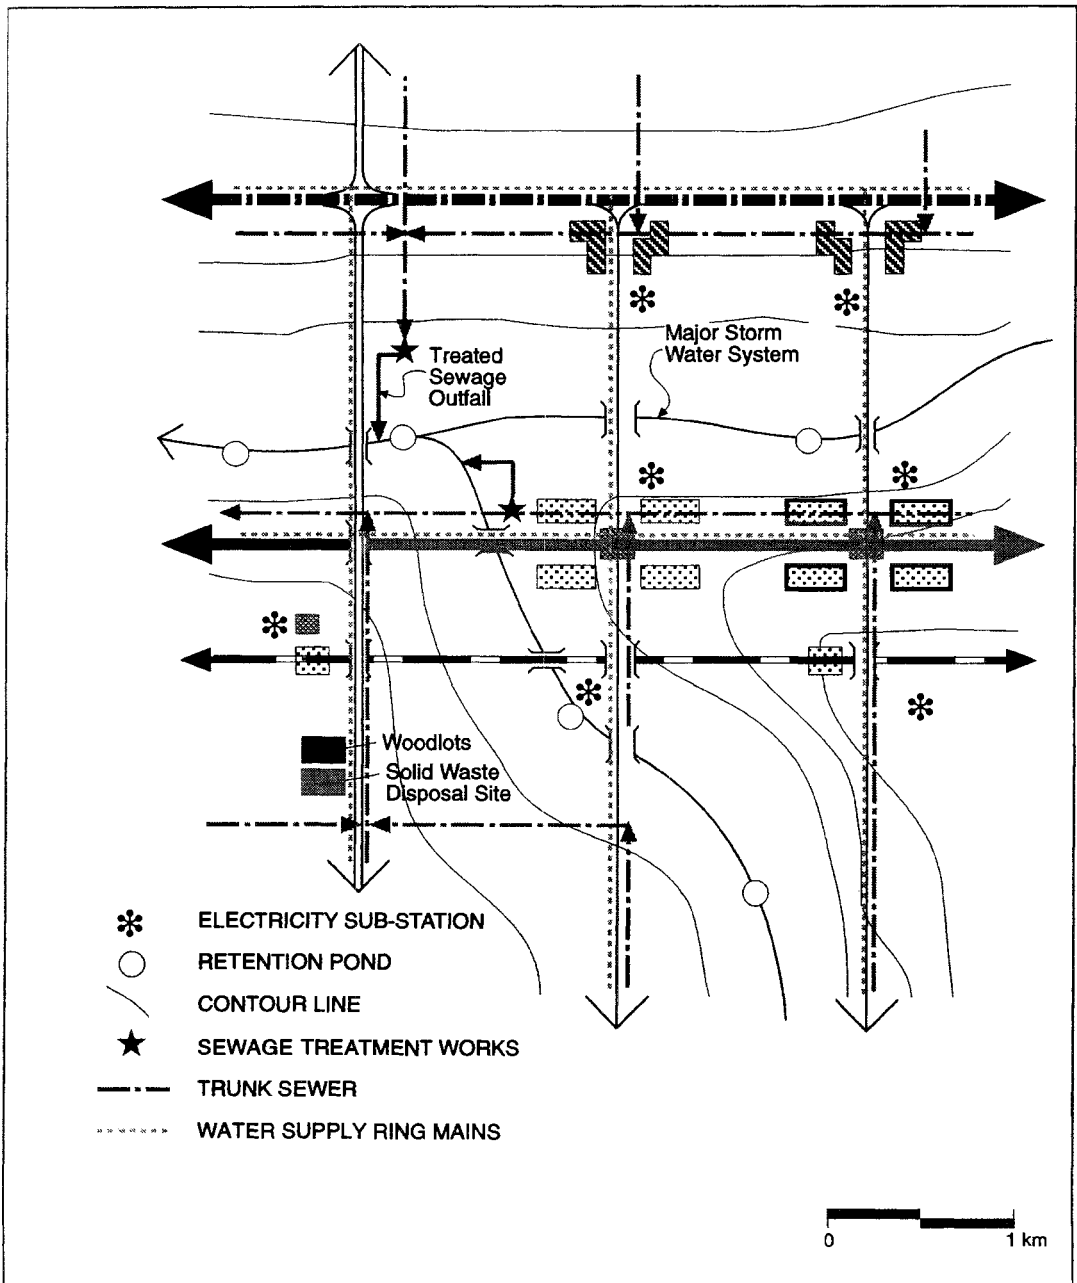 Major Storm
Water System
Treated
Sewage
Outfall
Woodlots
Solid Waste
Disposal Site
ELECTRICITY SUB-STATION
RETENTION POND
CONTOUR LINE
SEWAGE TREATMENT WORKS
TRUNK SEWER
WATER SUPPLY RING MAINS
0 1 km